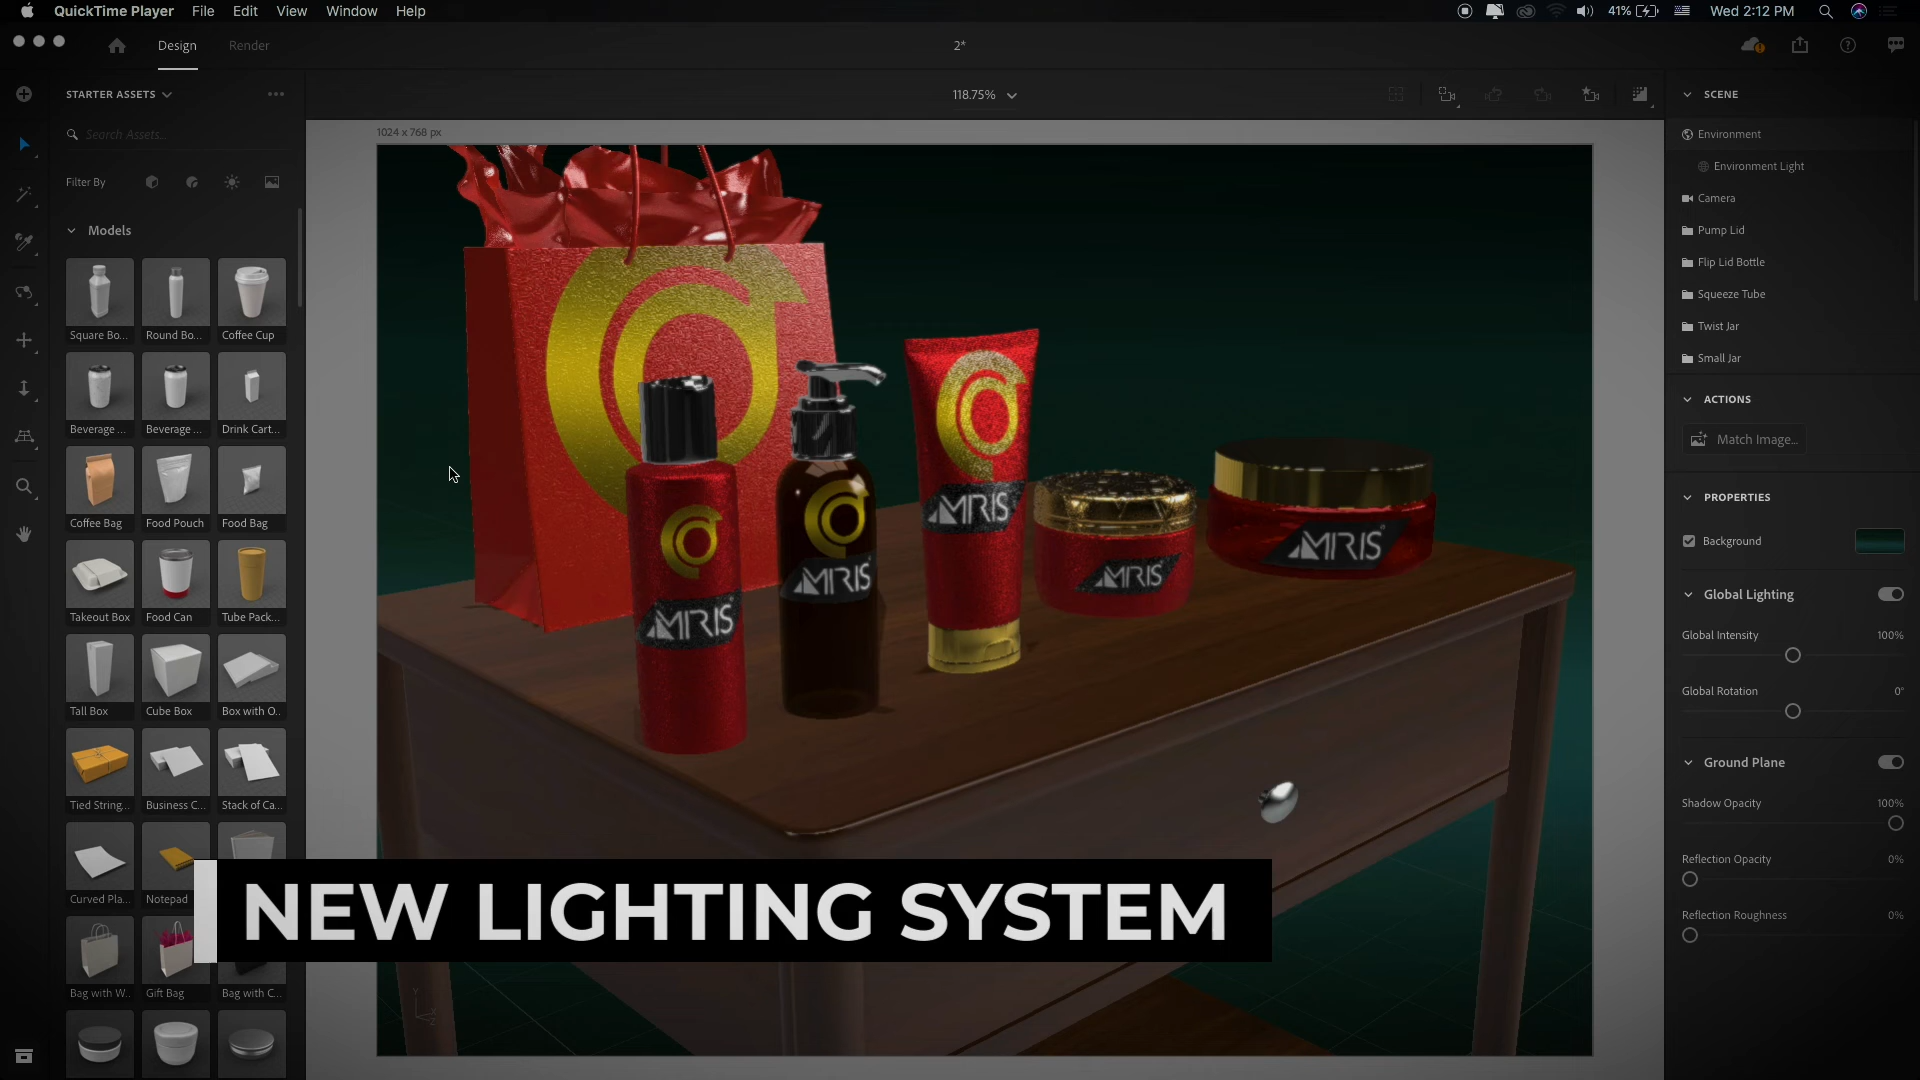 QuickTime Player File Edit View Window Help
41% Wed 2:12 PM
Design Render
2*
STARTER ASSETS
118.75%
SCENE
Search Assets...
1024 x 768 px
Environment
Environment Light
Filter By
Camera
Models
Pump Lid
Flip Lid Bottle
Squeeze Tube
Square Bo... Round Bo... Coffee Cup
Twist Jar
Small Jar
ACTIONS
Beverage ... Beverage ... Drink Cart...
Match Image...
PROPERTIES
Coffee Bag Food Pouch Food Bag
Background
MRIS
MRIS
MRIS
MRIS
MRIS
Global Lighting
Takeout Box Food Can Tube Pack...
Global Intensity 100%
Global Rotation 0°
Tall Box Cube Box Box with O...
Ground Plane
Shadow Opacity 100%
Tied String... Business C... Stack of Ca...
Reflection Opacity 0%
Curved Pla... Notepad
Reflection Roughness 0%
NEW LIGHTING SYSTEM
Bag with W... Gift Bag Bag with C...